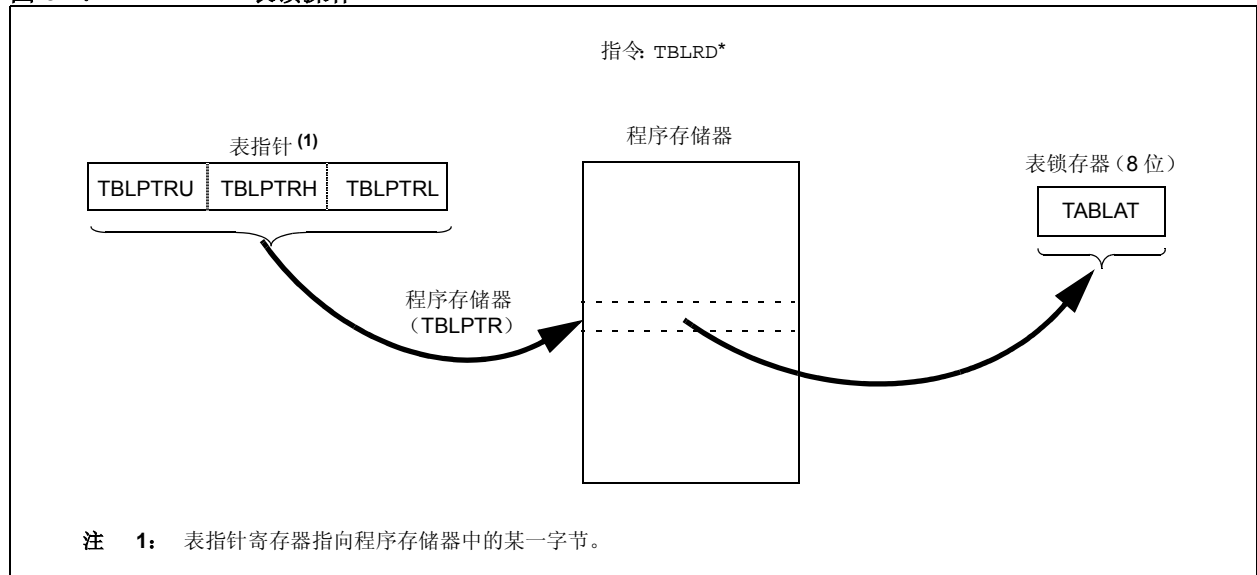 指令: TBLRD*
表指针(1)
程序存储器
表锁存器（8 位）
TBLPTRU TBLPTRH TBLPTRL
TABLAT
程序存储器
（TBLPTR）
注 1： 表指针寄存器指向程序存储器中的某一字节。